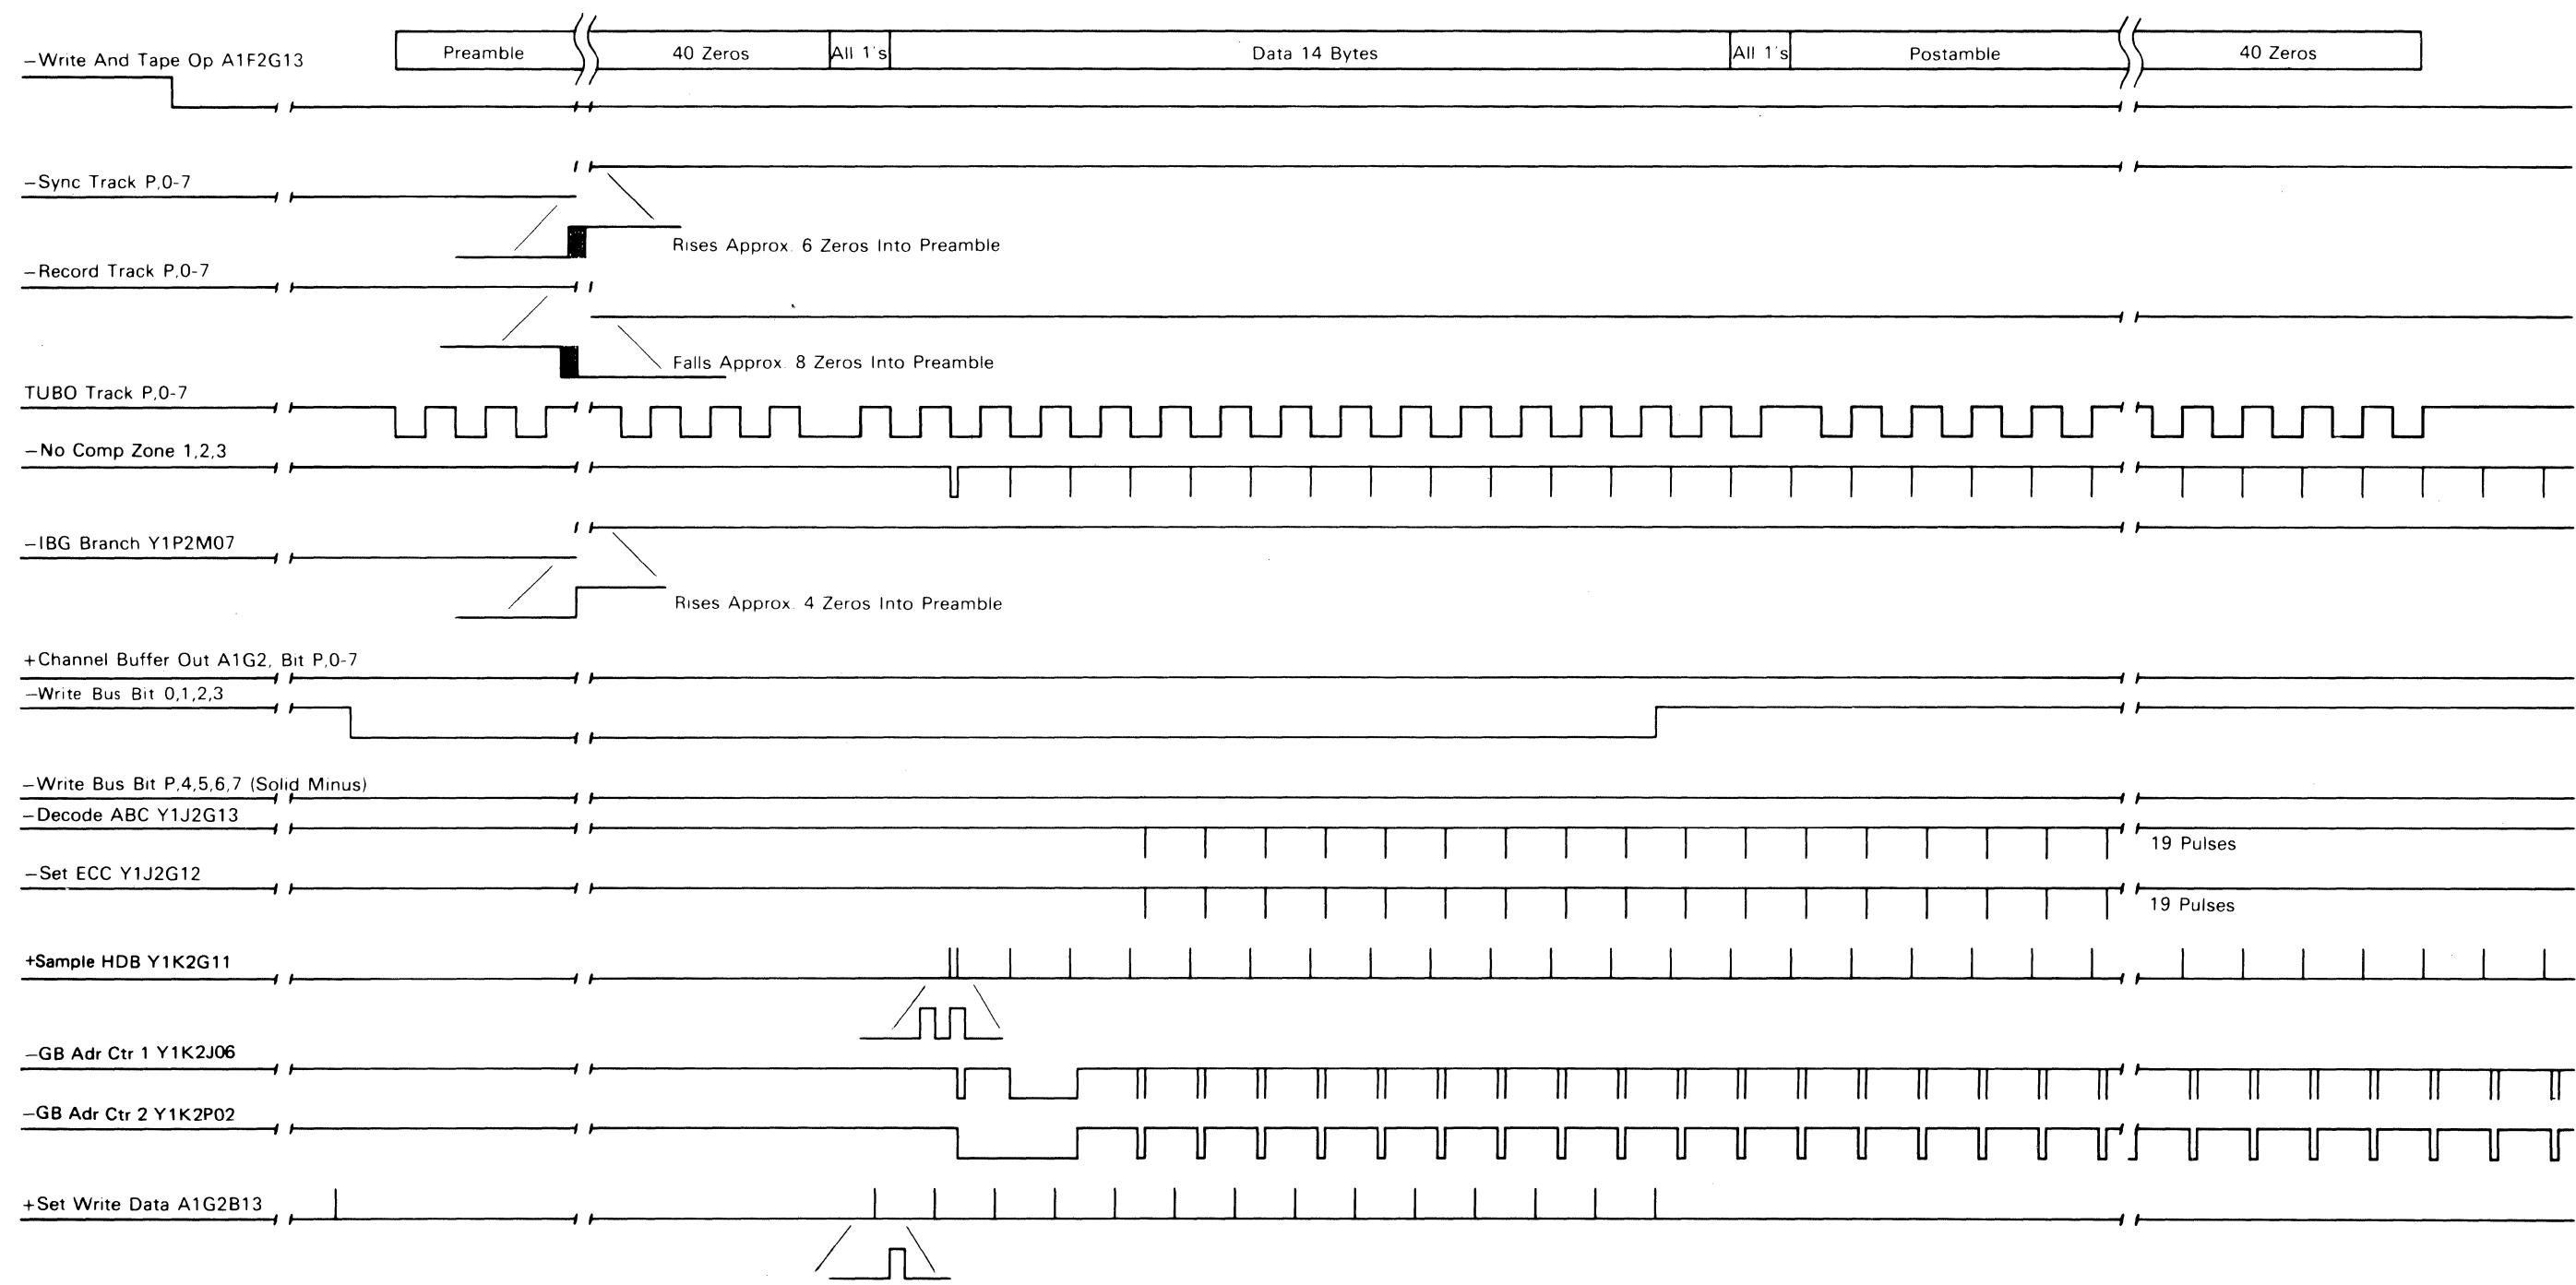 Preamble 40 Zeros All 1's Data 14 Bytes All 1's Postamble 40 Zeros
−Write And Tape Op A1F2G13
−Sync Track P,0-7
Rises Approx. 6 Zeros Into Preamble
−Record Track P,0-7
Falls Approx. 8 Zeros Into Preamble
TUBO Track P,0-7
−No Comp Zone 1,2,3
−IBG Branch Y1P2M07
Rises Approx. 4 Zeros Into Preamble
+Channel Buffer Out A1G2, Bit P,0-7
−Write Bus Bit 0,1,2,3
−Write Bus Bit P,4,5,6,7 (Solid Minus)
−Decode ABC Y1J2G13
19 Pulses
−Set ECC Y1J2G12
19 Pulses
+Sample HDB Y1K2G11
−GB Adr Ctr 1 Y1K2J06
−GB Adr Ctr 2 Y1K2P02
+Set Write Data A1G2B13